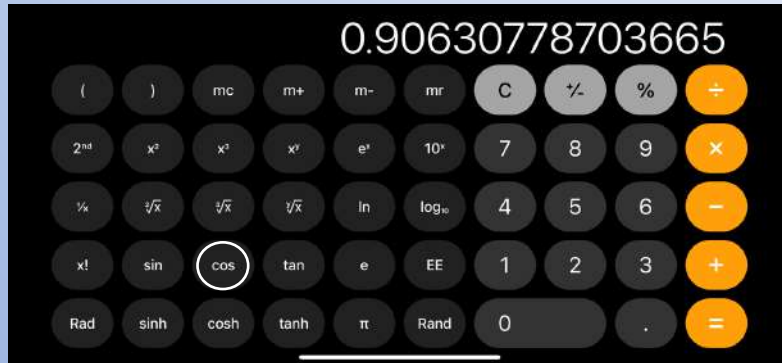 0.90630778703665
( ) mc m+ m- mr C +/- % ÷
2ⁿᵈ x² x³ xʸ eˣ 10ˣ 7 8 9 ×
¹/x ²√x ³√x ʸ√x ln log₁₀ 4 5 6 −
x! sin cos tan e EE 1 2 3 +
Rad sinh cosh tanh π Rand 0 . =